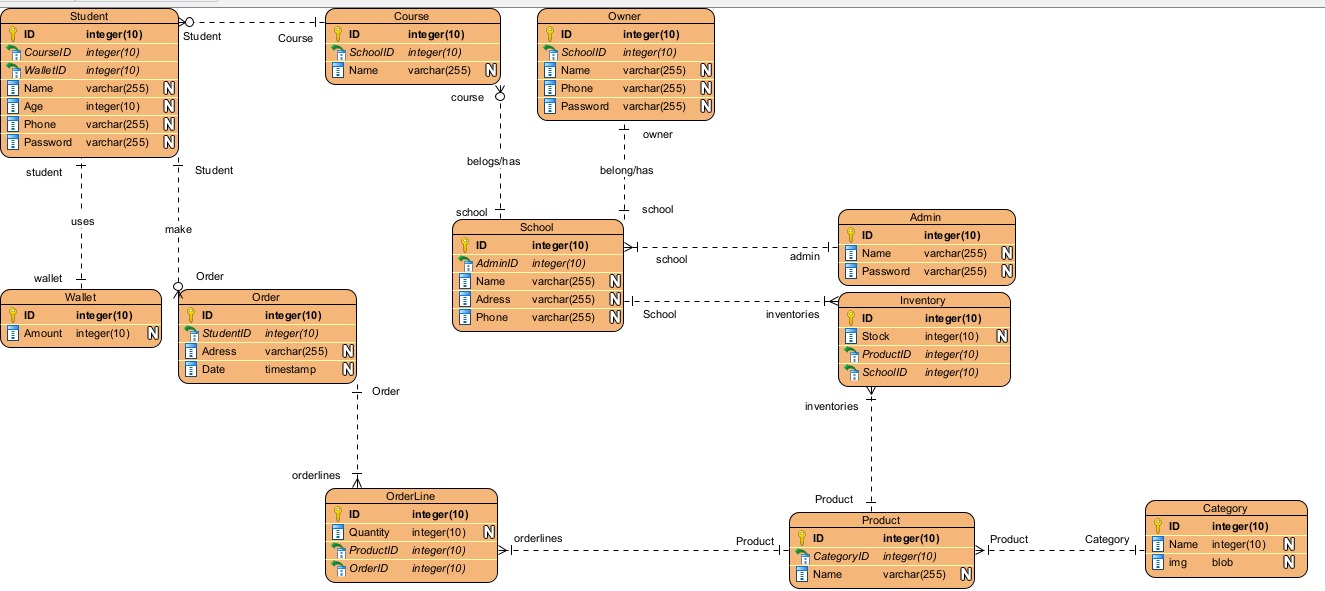 Student
ID integer(10)
CourseID integer(10)
WalletID integer(10)
Name varchar(255) N
Age integer(10) N
Phone varchar(255) N
Password varchar(255) N
Student
Course
Course
ID integer(10)
SchoolID integer(10)
Name varchar(255) N
Owner
ID integer(10)
SchoolID integer(10)
Name varchar(255) N
Phone varchar(255) N
Password varchar(255) N
course
belogs/has
school
owner
belong/has
school
student
uses
wallet
Student
make
Order
Wallet
ID integer(10)
Amount integer(10) N
Order
ID integer(10)
StudentID integer(10)
Adress varchar(255) N
Date timestamp N
School
ID integer(10)
AdminID integer(10)
Name varchar(255) N
Adress varchar(255) N
Phone varchar(255) N
school
admin
Admin
ID integer(10)
Name varchar(255) N
Password varchar(255) N
School
inventories
Inventory
ID integer(10)
Stock integer(10) N
ProductID integer(10)
SchoolID integer(10)
Order
orderlines
inventories
Product
OrderLine
ID integer(10)
Quantity integer(10) N
ProductID integer(10)
OrderID integer(10)
orderlines
Product
Product
ID integer(10)
CategoryID integer(10)
Name varchar(255) N
Product
Category
Category
ID integer(10)
Name integer(10) N
img blob N